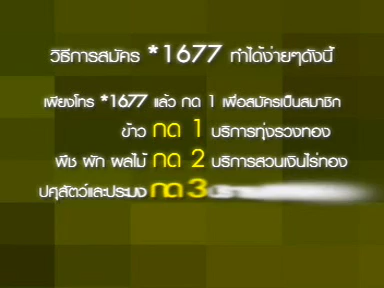 วิธีการสมัคร *1677 ทำได้ง่ายๆดังนี้
เพียงโทร *1677 แล้ว กด 1 เพื่อสมัครเป็นสมาชิก
ข้าว กด 1 บริการทุ่งรวงทอง
พืช ผัก ผลไม้ กด 2 บริการสวนเงินไร่ทอง
ปศุสัตว์และประมง กด 3